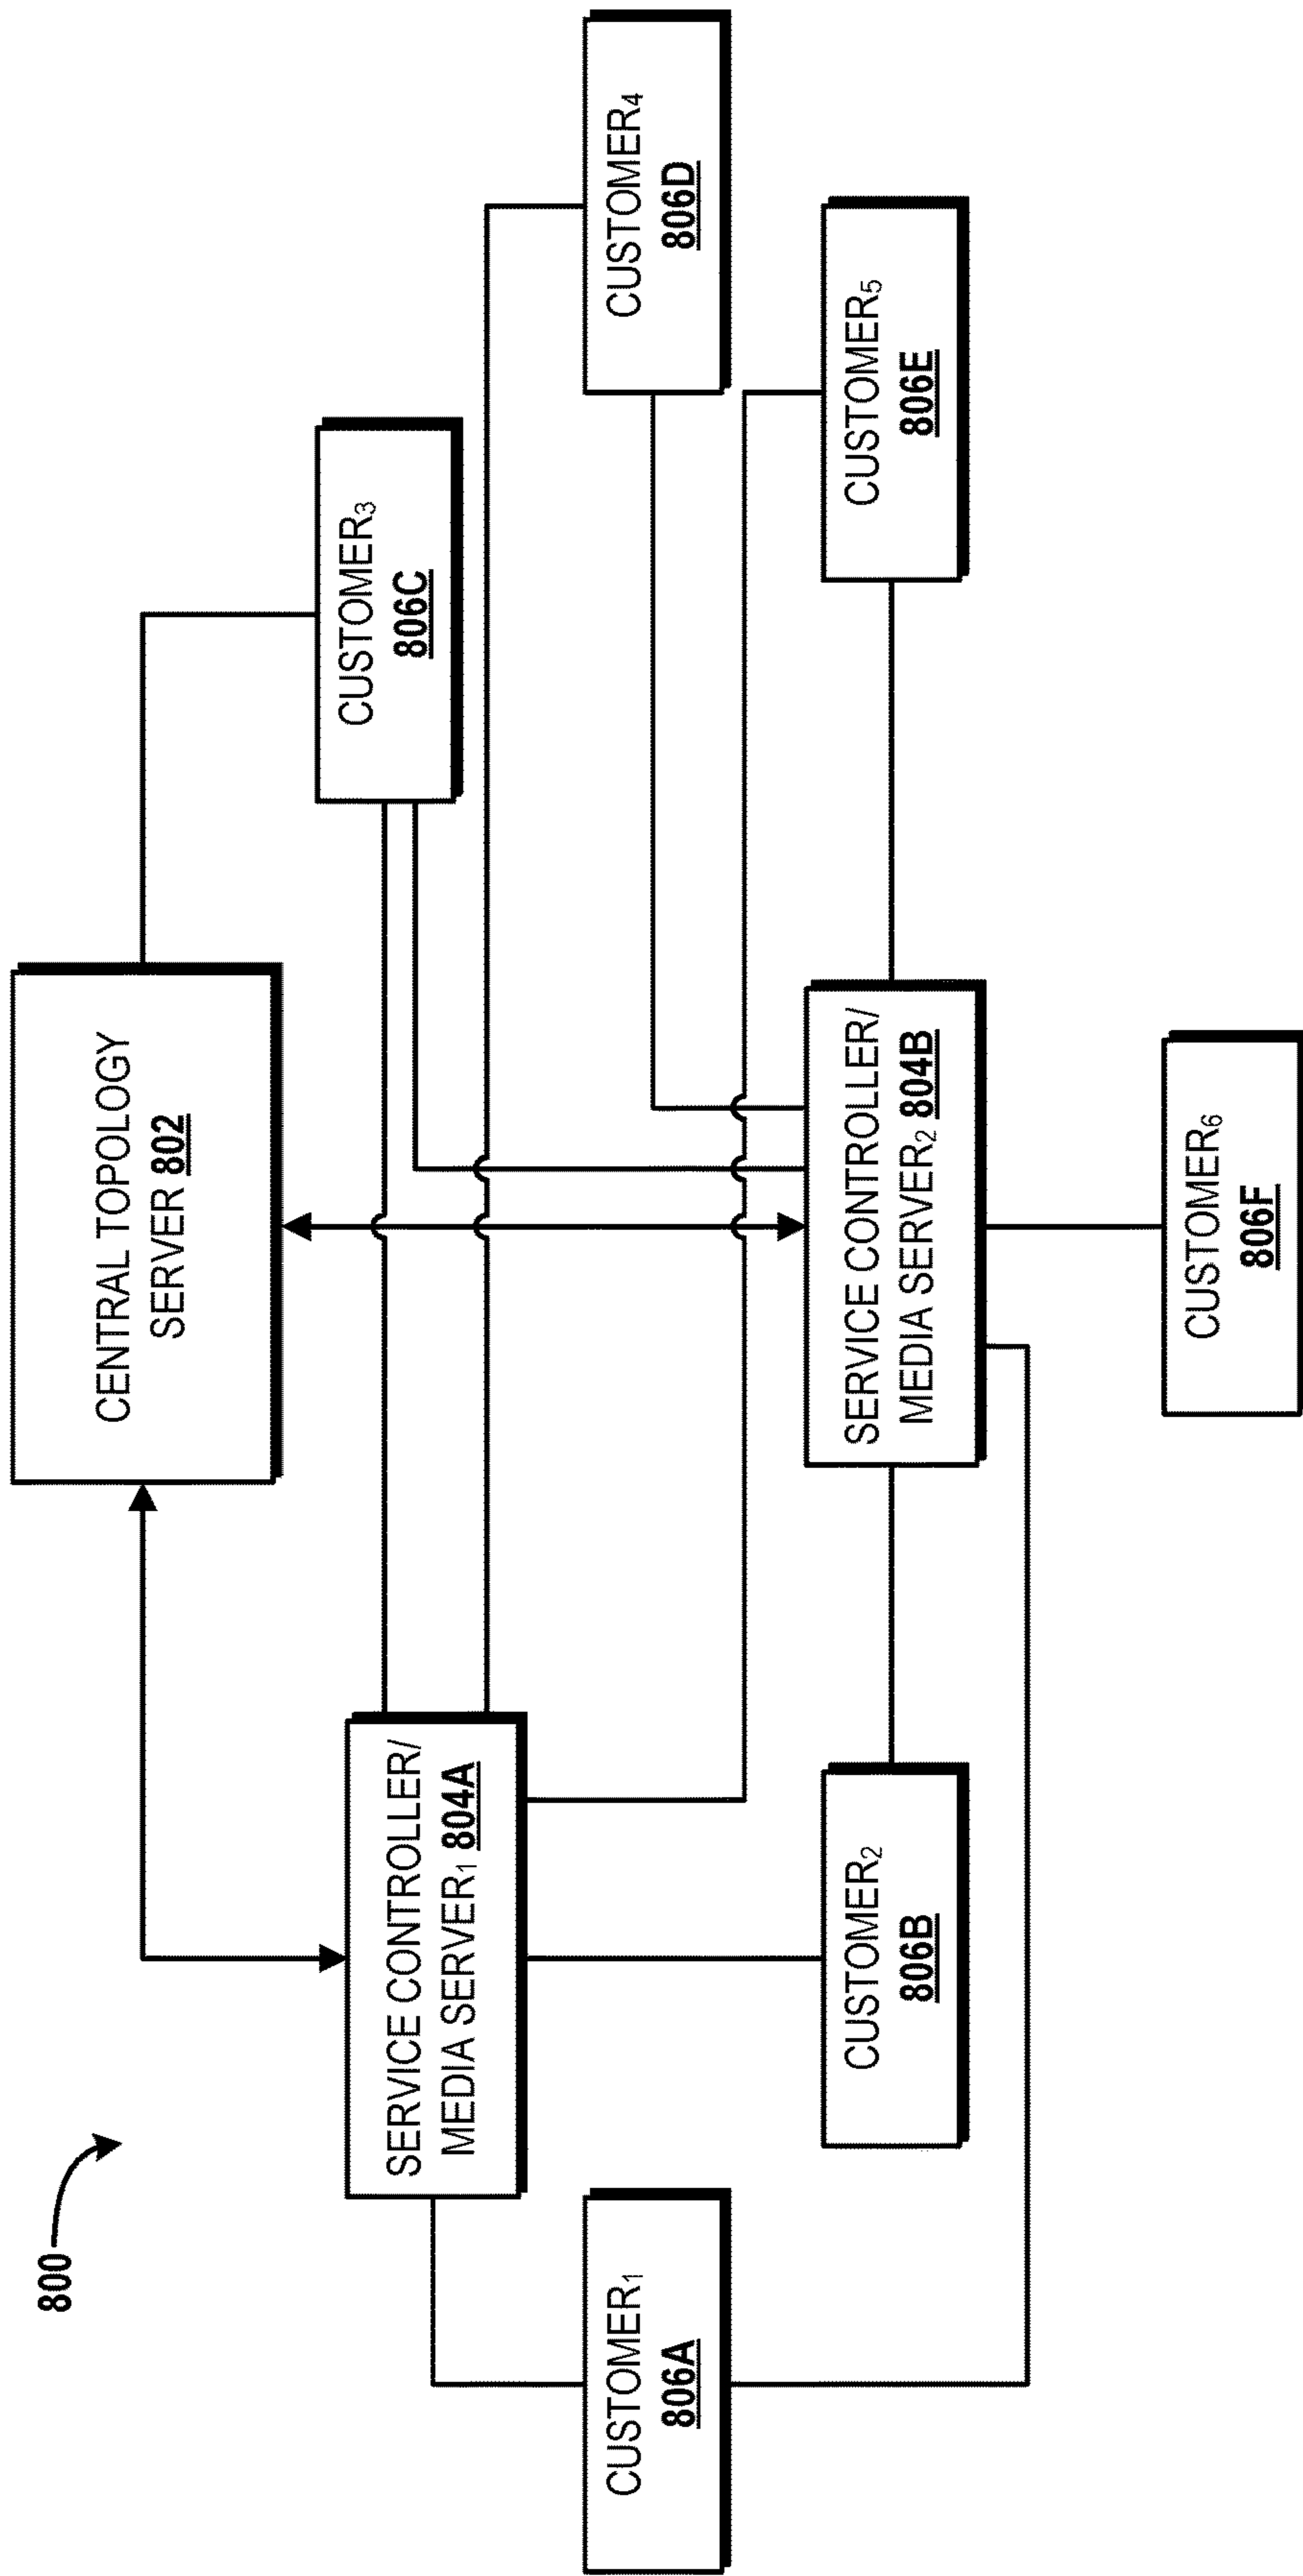 800
CENTRAL TOPOLOGY
SERVER 802
SERVICE CONTROLLER/
MEDIA SERVER₁ 804A
CUSTOMER₃
806C
CUSTOMER₁
806A
CUSTOMER₄
806D
CUSTOMER₂
806B
SERVICE CONTROLLER/
MEDIA SERVER₂ 804B
CUSTOMER₅
806E
CUSTOMER₆
806F